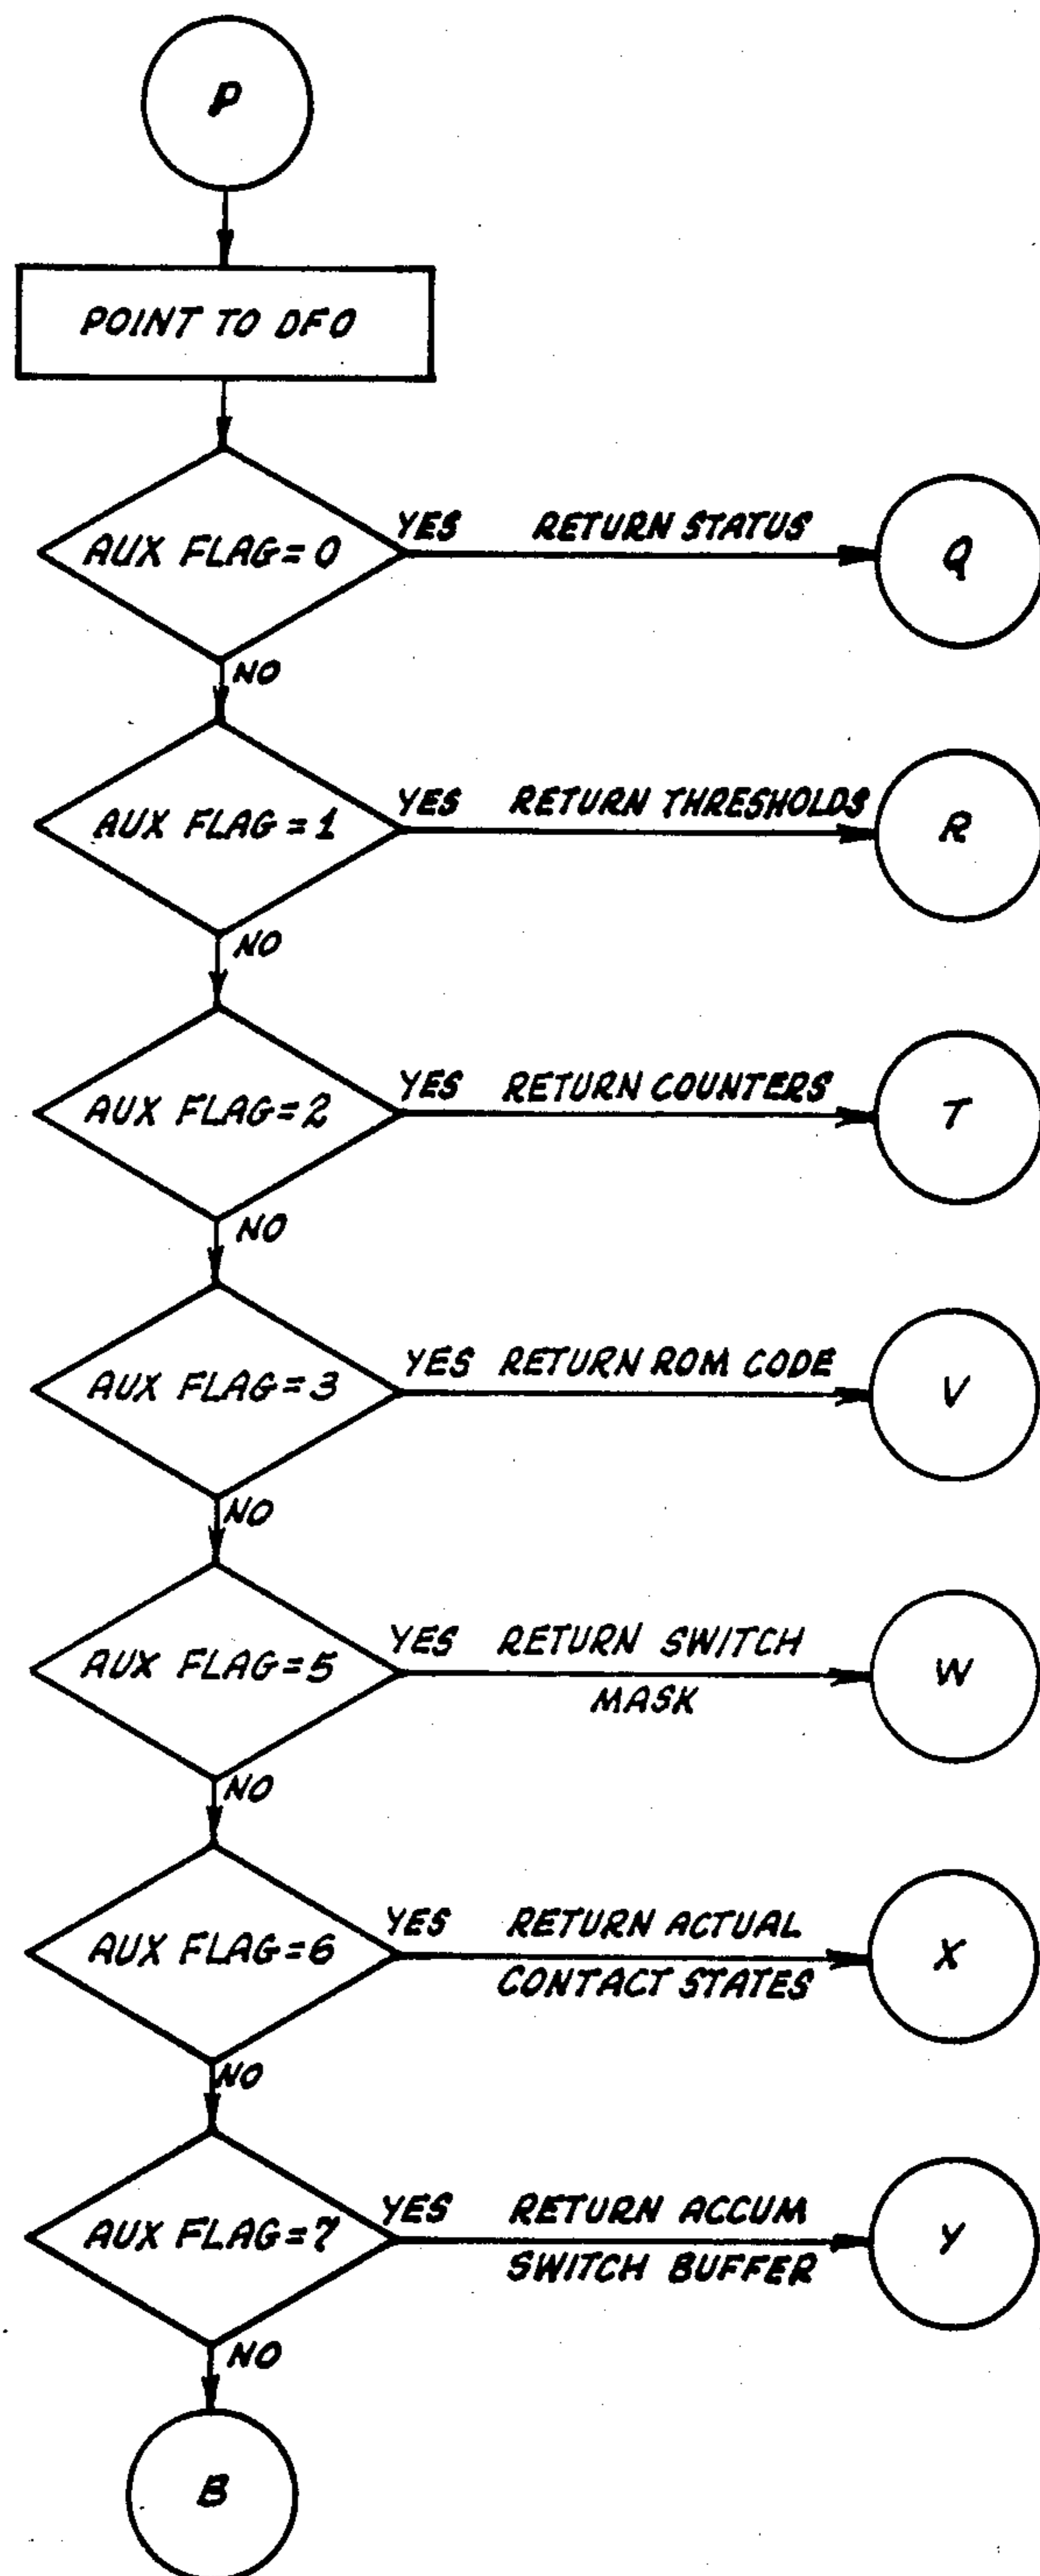 P
POINT TO DFO
AUX FLAG=0
YES RETURN STATUS
Q
NO
AUX FLAG=1
YES RETURN THRESHOLDS
R
NO
AUX FLAG=2
YES RETURN COUNTERS
T
NO
AUX FLAG=3
YES RETURN ROM CODE
V
NO
AUX FLAG=5
YES RETURN SWITCH
MASK
W
NO
AUX FLAG=6
YES RETURN ACTUAL
CONTACT STATES
X
NO
AUX FLAG=7
YES RETURN ACCUM
SWITCH BUFFER
Y
NO
B